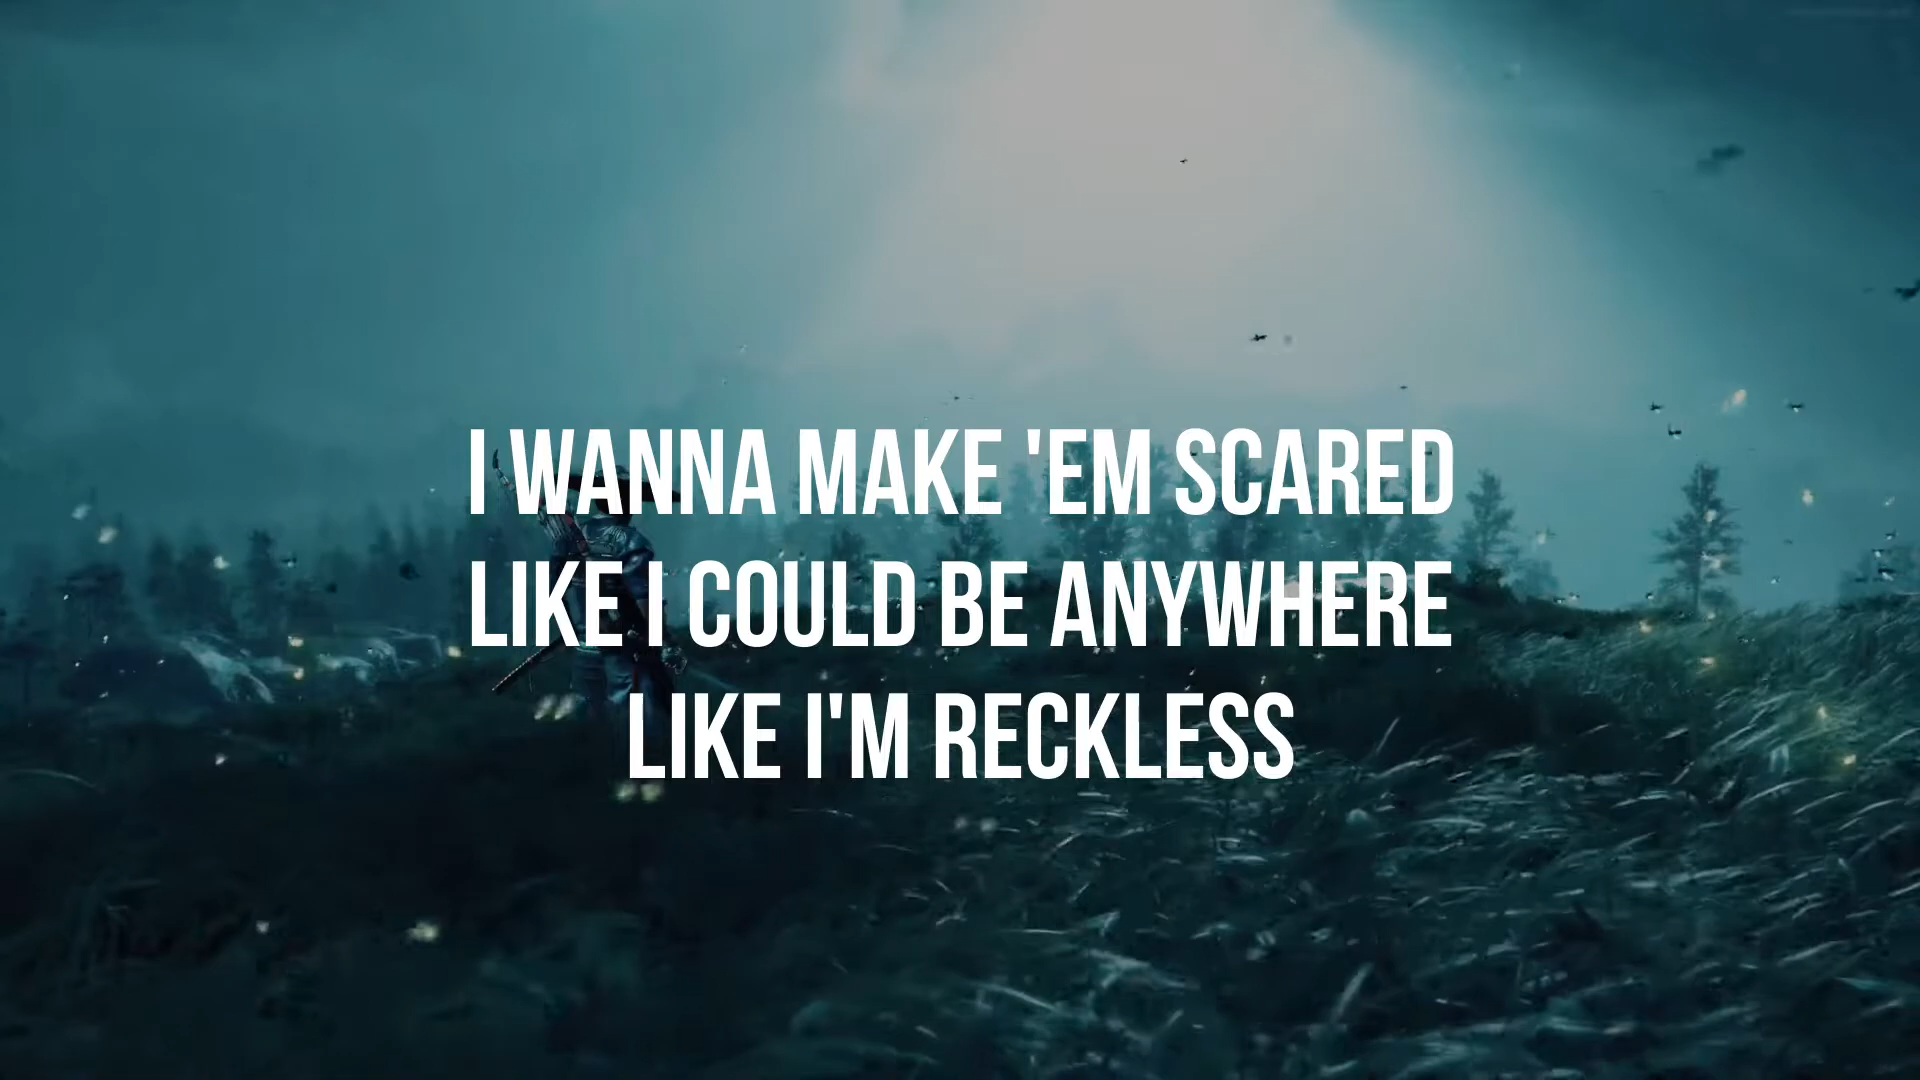 I WANNA MAKE 'EM SCARED
LIKE I COULD BE ANYWHERE
LIKE I'M RECKLESS